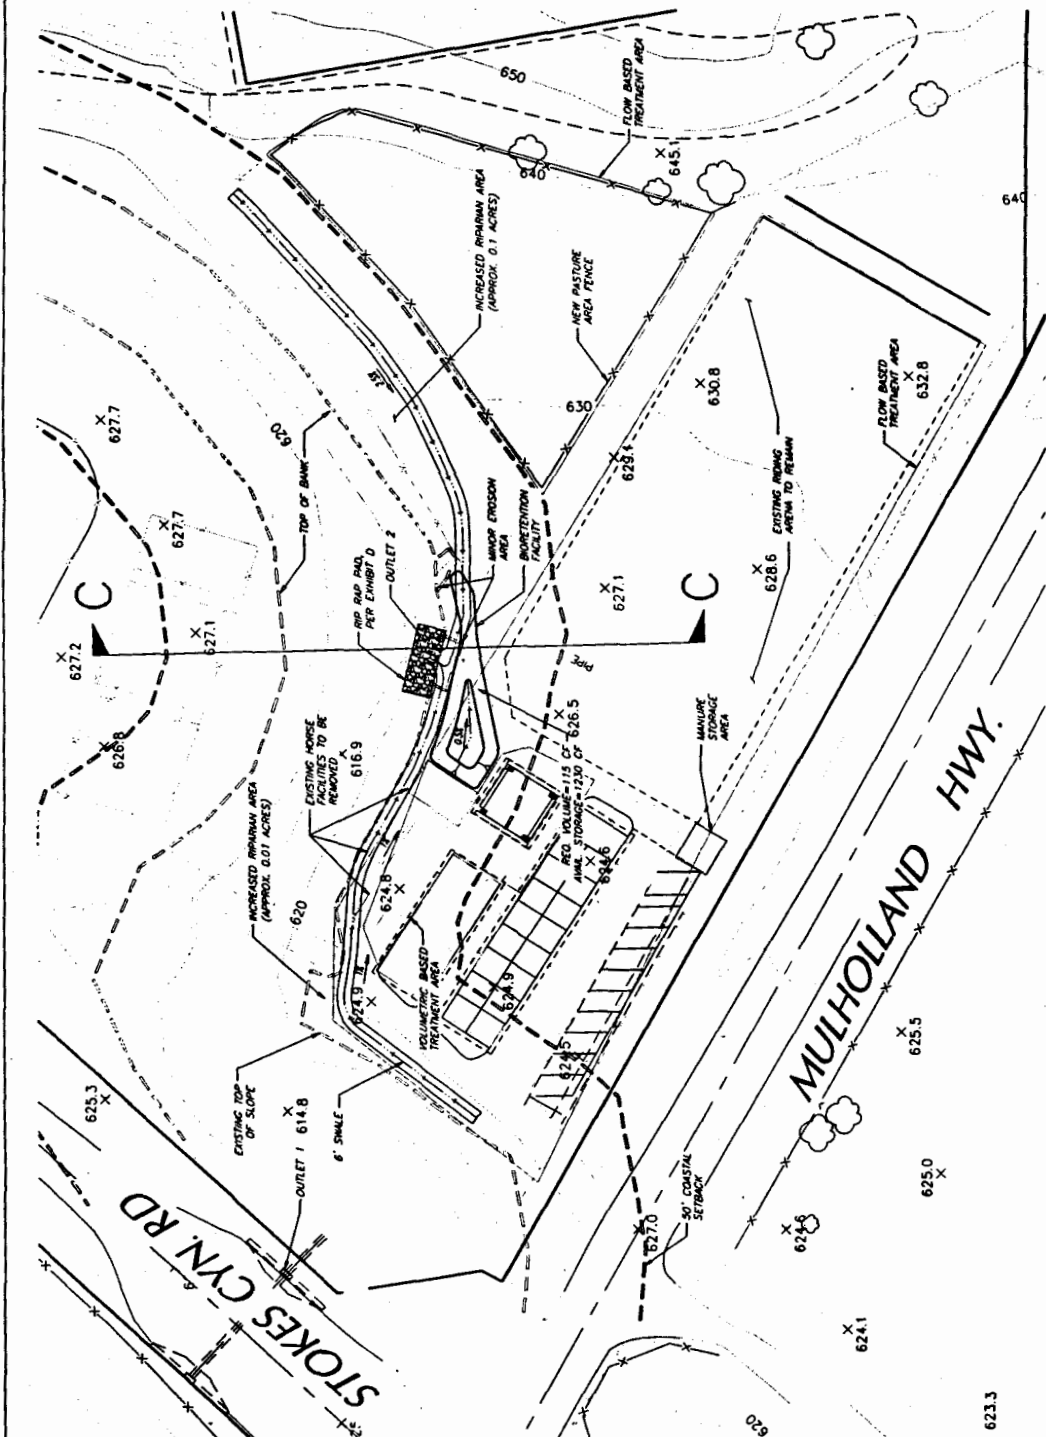 650
FLOW BASED
TREATMENT AREA
645.1
640
640
INCREASED RIPARIAN AREA
(APPROX. 0.1 ACRES)
NEW PASTURE
AREA FENCE
630
630.8
632.8
FLOW BASED
TREATMENT AREA
629.1
627.7
620
TOP OF BANK
627.7
EXISTING RIDING
ARENA TO REMAIN
MINOR EROSION
AREA
BIORETENTION
FACILITY
RIP RAP PAD,
PER EXHIBIT D
OUTLET 2
628.6
627.1
C
C
627.1
627.2
PIPE
626.5
626.8
616.9
EXISTING HORSE
FACILITIES TO BE
REMOVED
MANURE
STORAGE
AREA
REQ. VOLUME=115 CF
AVAIL. STORAGE=1230 CF
624.6
INCREASED RIPARIAN AREA
(APPROX. 0.01 ACRES)
620
624.8
624.9
VOLUMETRIC BASED
TREATMENT AREA
624.9
624.5
MULHOLLAND HWY.
625.5
625.3
EXISTING TOP
OF SLOPE
614.8
OUTLET 1
6' SWALE
625.0
50' COASTAL
SETBACK
627.0
624.6
STOKES CYN. RD
624.1
620
623.3